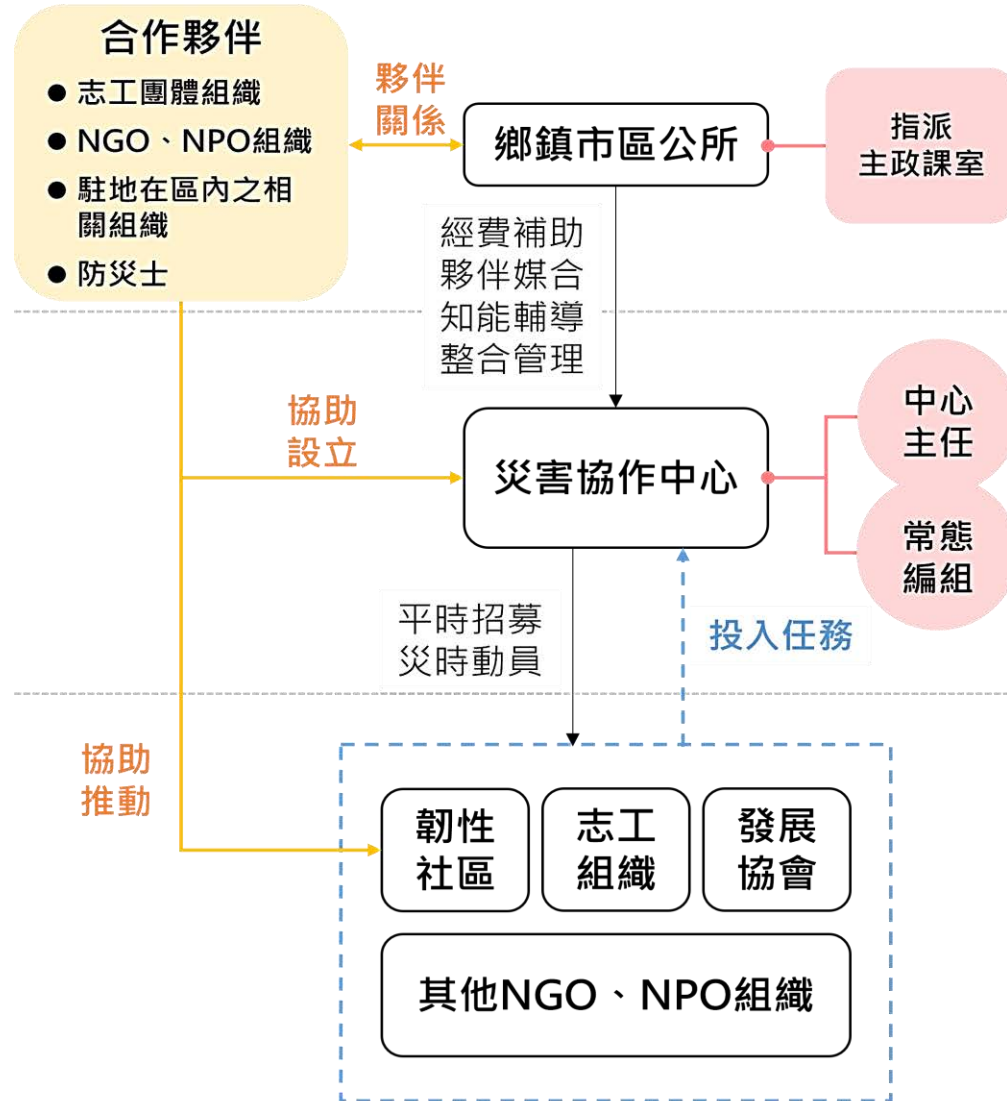 合作夥伴
● 志工團體組織
● NGO、NPO組織
● 駐地在區內之相
關組織
● 防災士
夥伴
關係
鄉鎮市區公所
指派
主政課室
經費補助
夥伴媒合
知能輔導
整合管理
協助
設立
災害協作中心
中心
主任
常態
編組
平時招募
災時動員
投入任務
協助
推動
韌性
社區
志工
組織
發展
協會
其他NGO、NPO組織